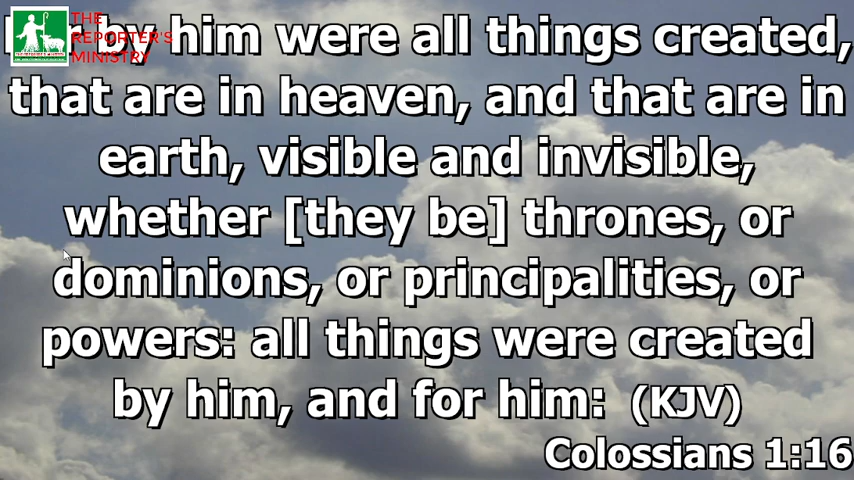 THE
REPORTER'S
MINISTRY
by him were all things created,
that are in heaven, and that are in
earth, visible and invisible,
whether [they be] thrones, or
dominions, or principalities, or
powers: all things were created
by him, and for him: (KJV)
Colossians 1:16